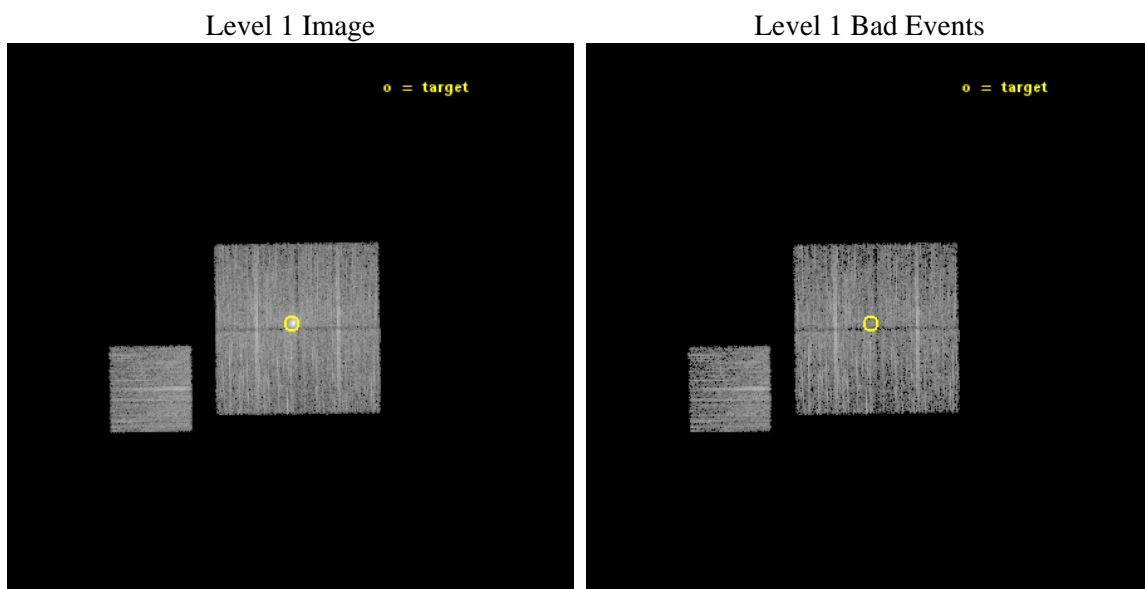 Level 1 Image
Level 1 Bad Events
o = target
o = target